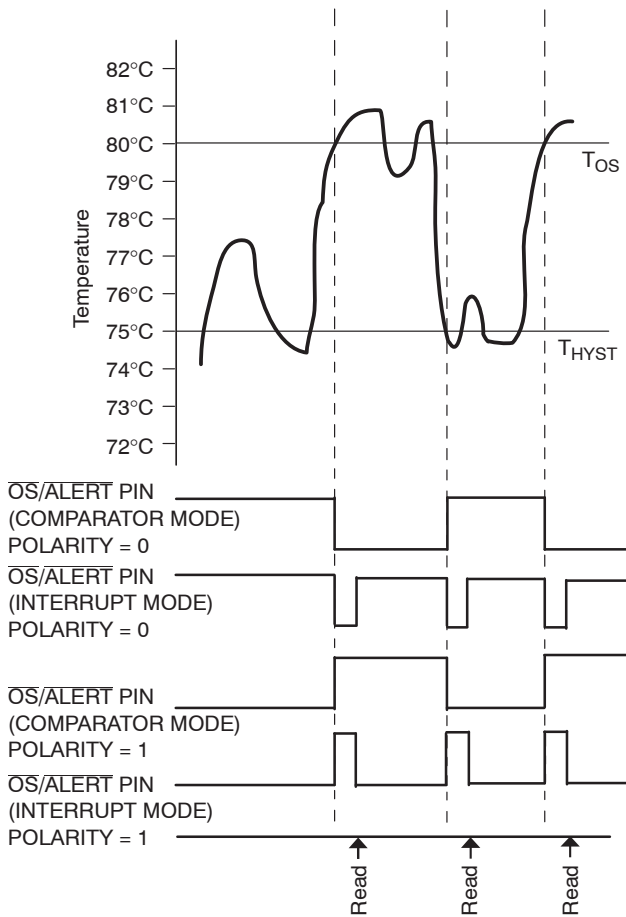 82°C
81°C
80°C
79°C
78°C
77°C
76°C
75°C
74°C
73°C
72°C
Temperature
TOS
THYST
OS/ALERT PIN
(COMPARATOR MODE)
POLARITY = 0
OS/ALERT PIN
(INTERRUPT MODE)
POLARITY = 0
OS/ALERT PIN
(COMPARATOR MODE)
POLARITY = 1
OS/ALERT PIN
(INTERRUPT MODE)
POLARITY = 1
Read
Read
Read